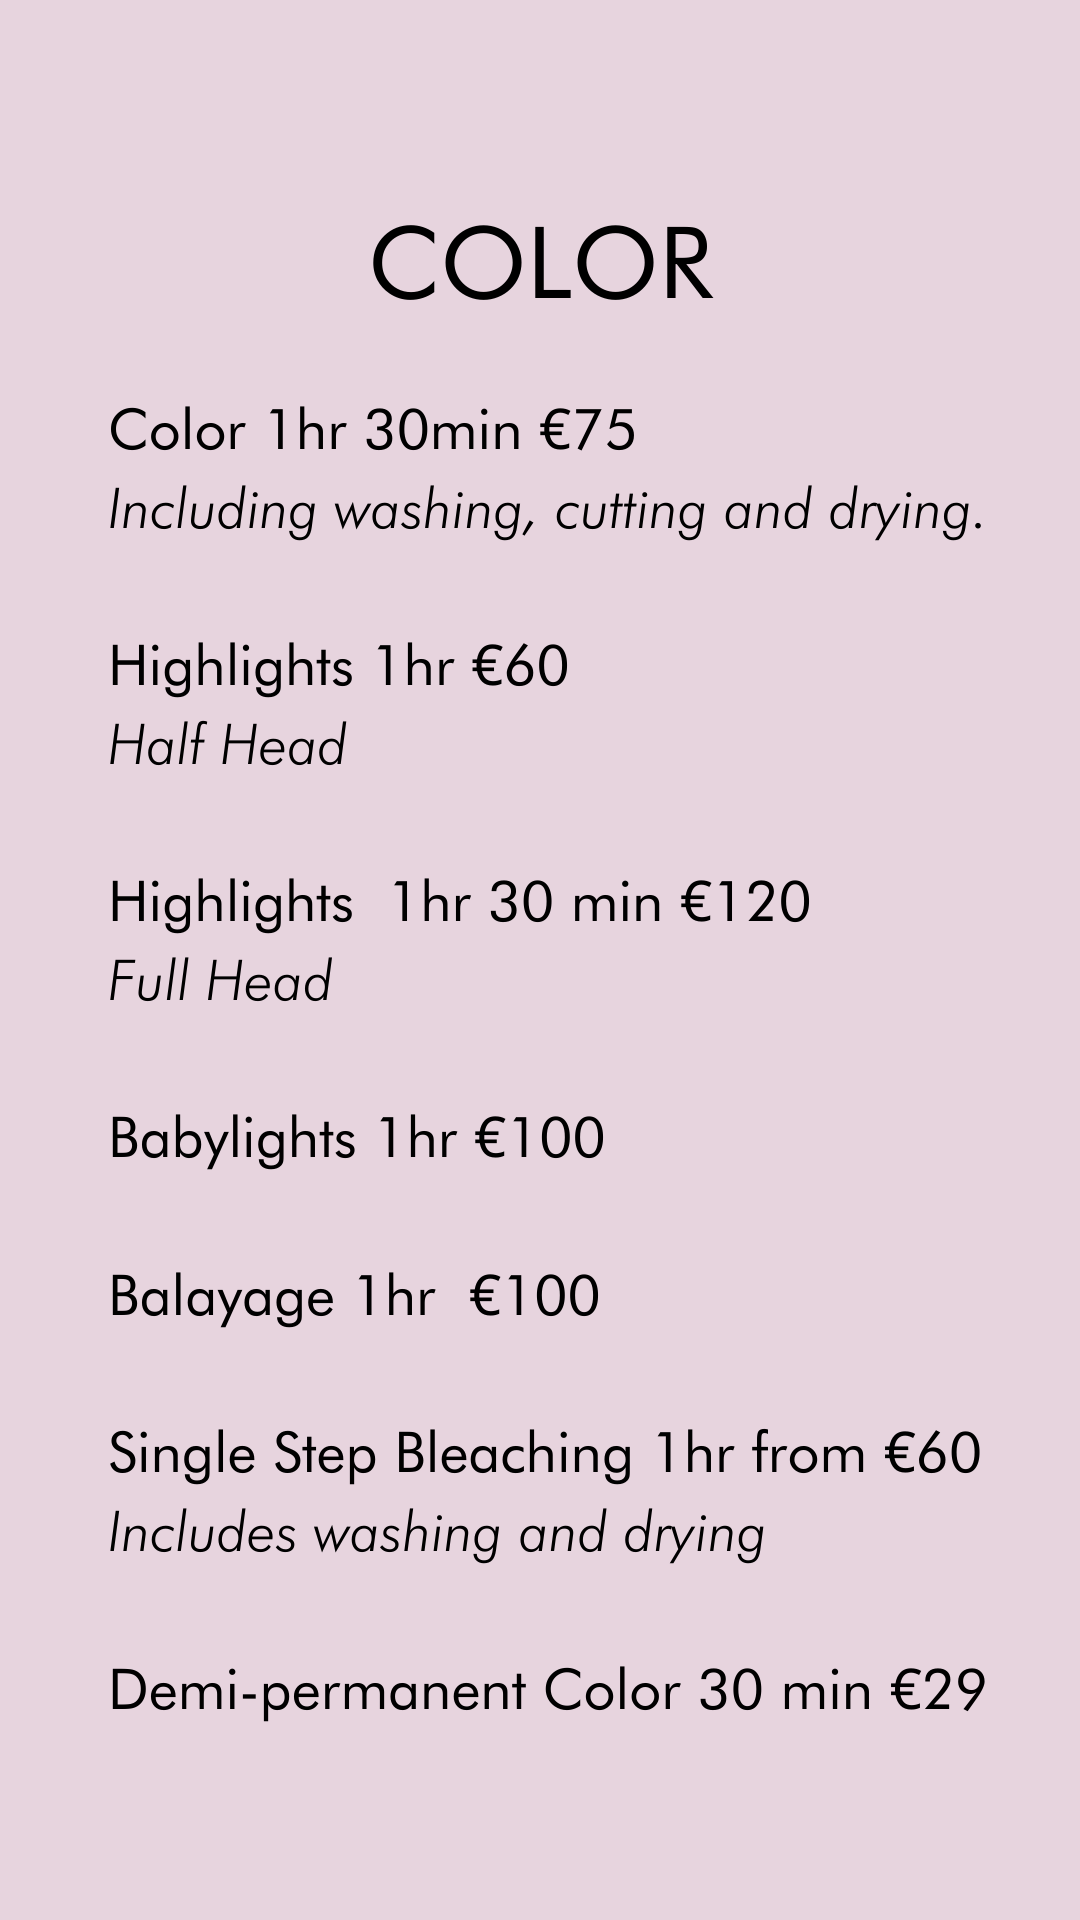 COLOR
Color 1hr 30min €75
Including washing, cutting and drying.
Highlights 1hr €60
Half Head
Highlights  1hr 30 min €120
Full Head
Babylights 1hr €100
Balayage 1hr  €100
Single Step Bleaching 1hr from €60
Includes washing and drying
Demi-permanent Color 30 min €29